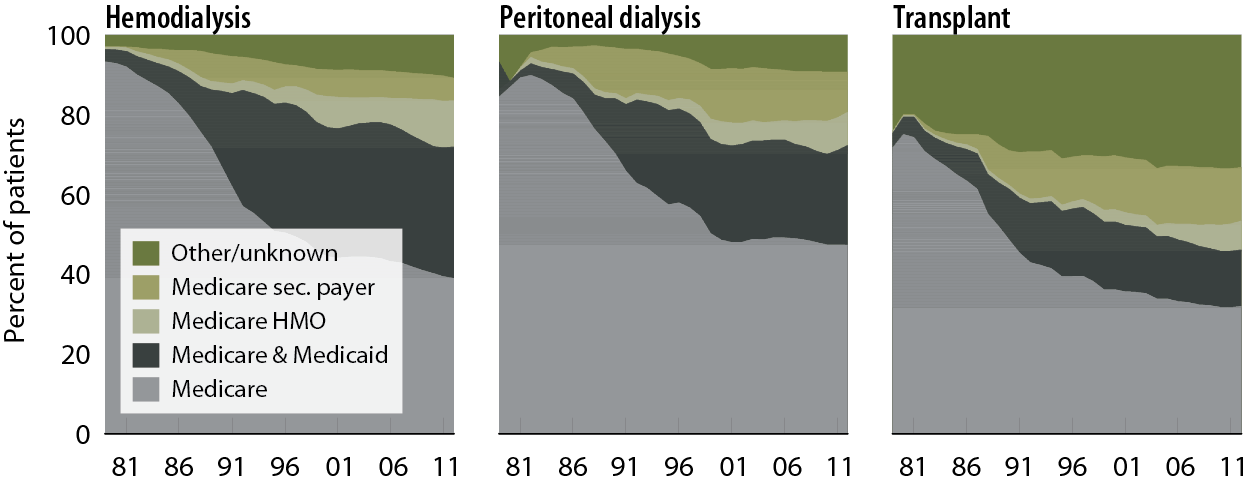 Hemodialysis
Peritoneal dialysis
Transplant
Percent of patients
100
80
60
40
20
0
Other/unknown
Medicare sec. payer
Medicare HMO
Medicare & Medicaid
Medicare
81 86 91 96 01 06 11
81 86 91 96 01 06 11
81 86 91 96 01 06 11